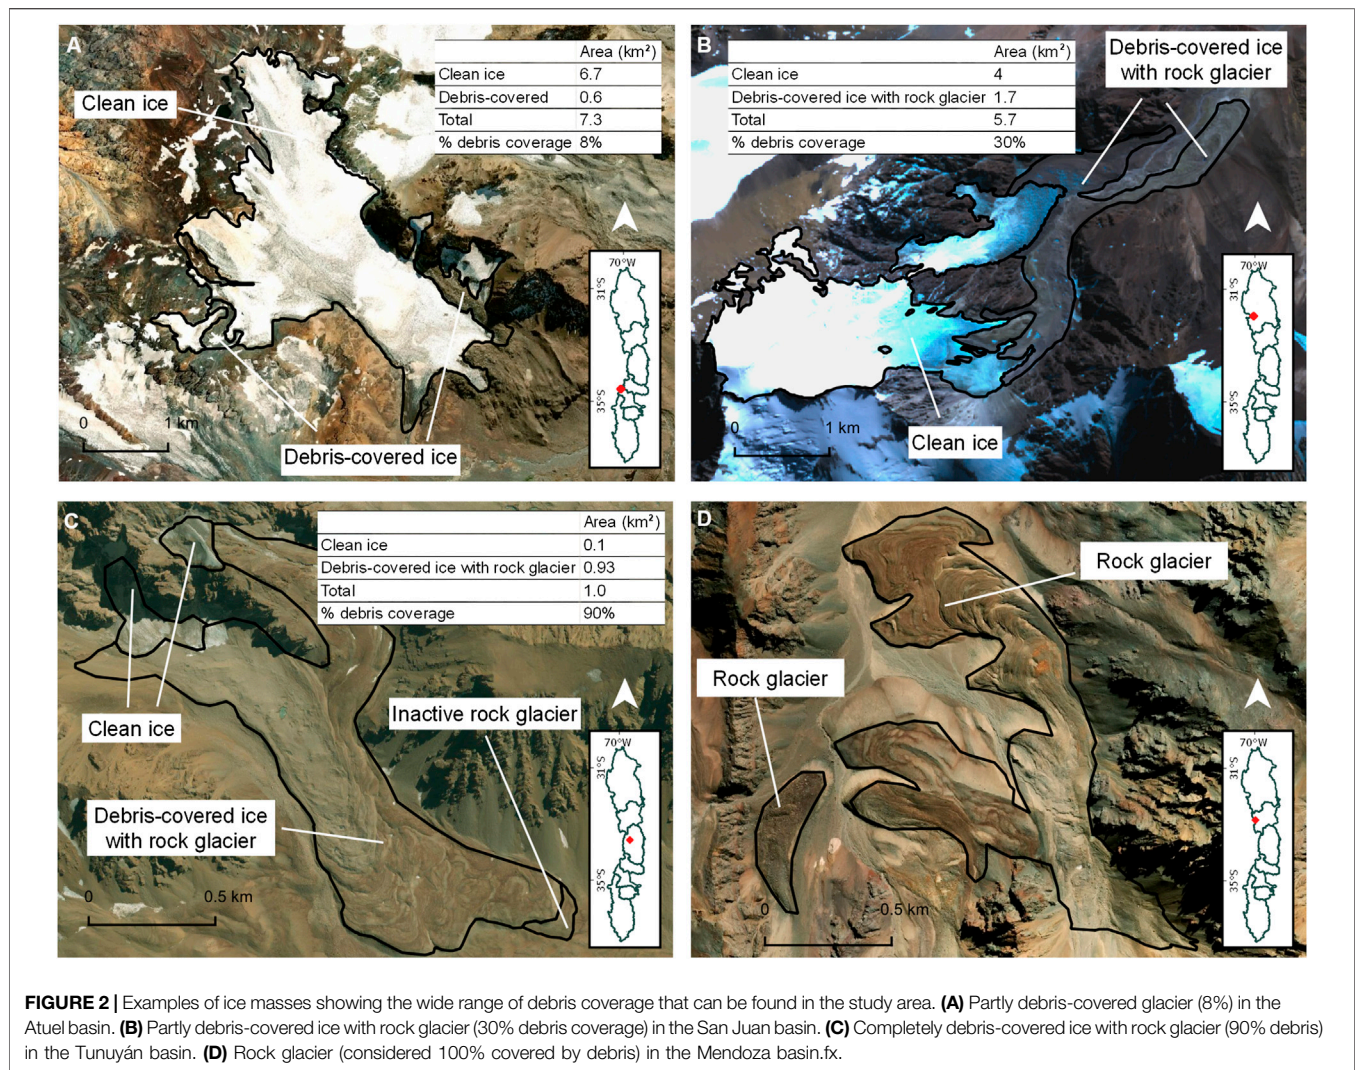 A
Area (km²)
Clean ice 6.7
Debris-covered 0.6
Total 7.3
% debris coverage 8%
Clean ice
Debris-covered ice
0 1 km
70°W
31°S
35°S
B
Area (km²)
Clean ice 4
Debris-covered ice with rock glacier 1.7
Total 5.7
% debris coverage 30%
Debris-covered ice
with rock glacier
Clean ice
0 1 km
70°W
31°S
35°S
C
Area (km²)
Clean ice 0.1
Debris-covered ice with rock glacier 0.93
Total 1.0
% debris coverage 90%
Clean ice
Inactive rock glacier
Debris-covered ice
with rock glacier
0 0.5 km
70°W
31°S
35°S
D
Rock glacier
Rock glacier
0 0.5 km
70°W
31°S
35°S
FIGURE 2 | Examples of ice masses showing the wide range of debris coverage that can be found in the study area. (A) Partly debris-covered glacier (8%) in the
Atuel basin. (B) Partly debris-covered ice with rock glacier (30% debris coverage) in the San Juan basin. (C) Completely debris-covered ice with rock glacier (90% debris)
in the Tunuyán basin. (D) Rock glacier (considered 100% covered by debris) in the Mendoza basin.fx.